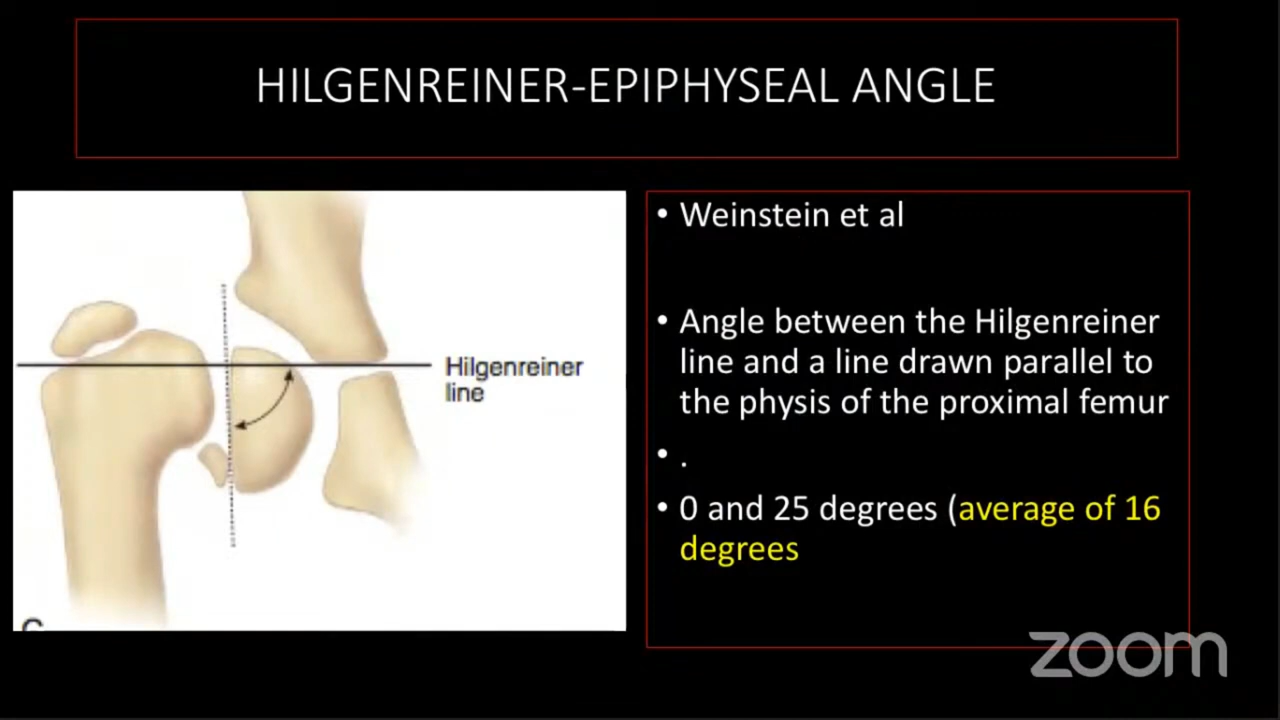 HILGENREINER-EPIPHYSEAL ANGLE
Hilgenreiner
line
• Weinstein et al
• Angle between the Hilgenreiner
line and a line drawn parallel to
the physis of the proximal femur
• .
• 0 and 25 degrees (average of 16
degrees
zoom